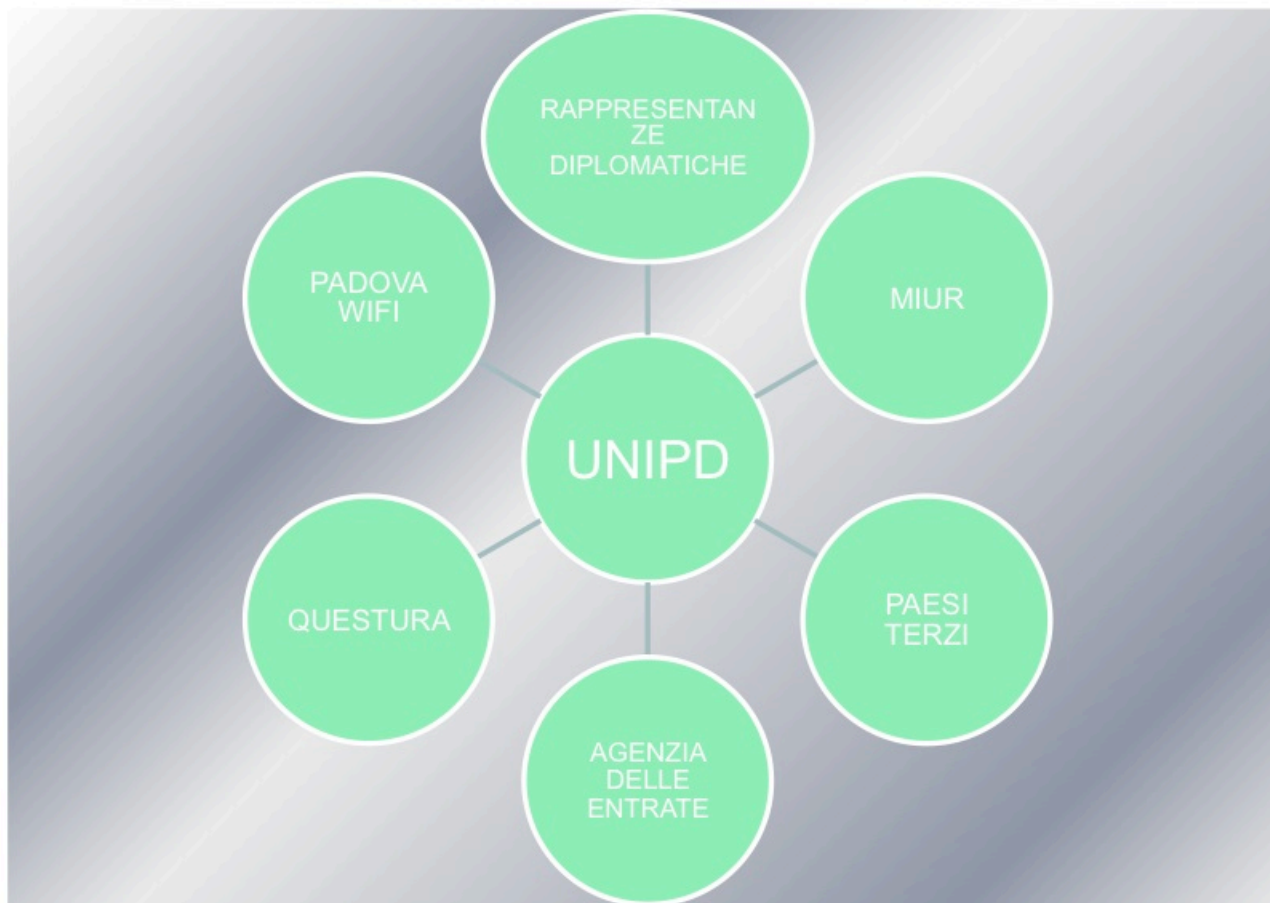 RAPPRESENTAN
ZE
DIPLOMATICHE
PADOVA
WIFI
MIUR
UNIPD
QUESTURA
PAESI
TERZI
AGENZIA
DELLE
ENTRATE